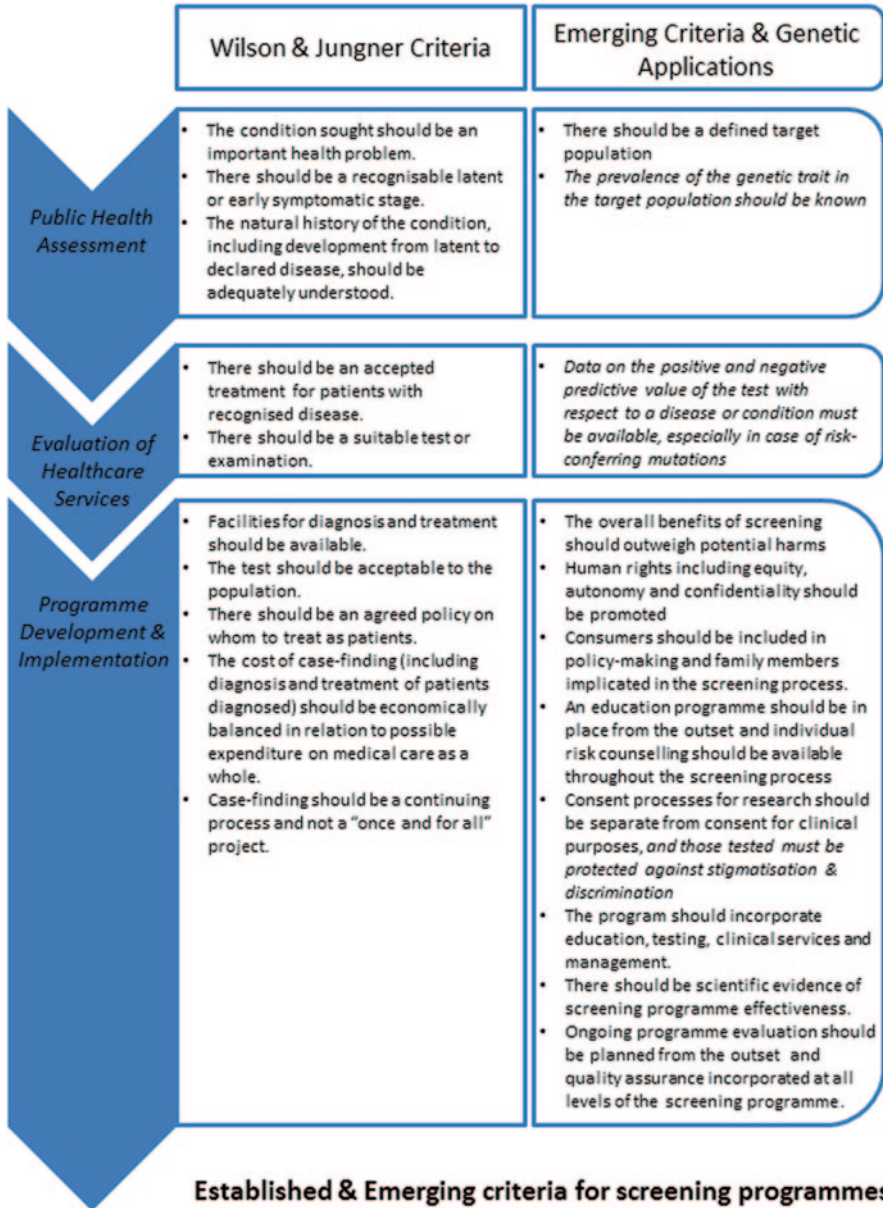 Wilson & Jungner Criteria
Emerging Criteria & Genetic
Applications
Public Health
Assessment
• The condition sought should be an
important health problem.
• There should be a recognisable latent
or early symptomatic stage.
• The natural history of the condition,
including development from latent to
declared disease, should be
adequately understood.
• There should be a defined target
population
• The prevalence of the genetic trait in
the target population should be known
Evaluation of
Healthcare
Services
• There should be an accepted
treatment for patients with
recognised disease.
• There should be a suitable test or
examination.
• Data on the positive and negative
predictive value of the test with
respect to a disease or condition must
be available, especially in case of risk-
conferring mutations
Programme
Development &
Implementation
• Facilities for diagnosis and treatment
should be available.
• The test should be acceptable to the
population.
• There should be an agreed policy on
whom to treat as patients.
• The cost of case-finding (including
diagnosis and treatment of patients
diagnosed) should be economically
balanced in relation to possible
expenditure on medical care as a
whole.
• Case-finding should be a continuing
process and not a “once and for all”
project.
• The overall benefits of screening
should outweigh potential harms
• Human rights including equity,
autonomy and confidentiality should
be promoted
• Consumers should be included in
policy-making and family members
implicated in the screening process.
• An education programme should be in
place from the outset and individual
risk counselling should be available
throughout the screening process
• Consent processes for research should
be separate from consent for clinical
purposes, and those tested must be
protected against stigmatisation &
discrimination
• The program should incorporate
education, testing, clinical services and
management.
• There should be scientific evidence of
screening programme effectiveness.
• Ongoing programme evaluation should
be planned from the outset and
quality assurance incorporated at all
levels of the screening programme.
Established & Emerging criteria for screening programmes